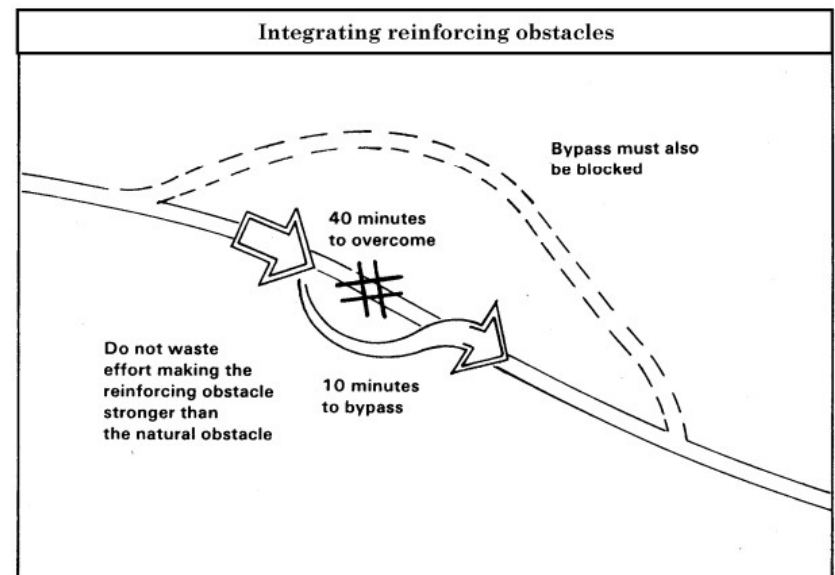 Integrating reinforcing obstacles
Bypass must also
be blocked
40 minutes
to overcome
Do not waste
effort making the
reinforcing obstacle
stronger than
the natural obstacle
10 minutes
to bypass